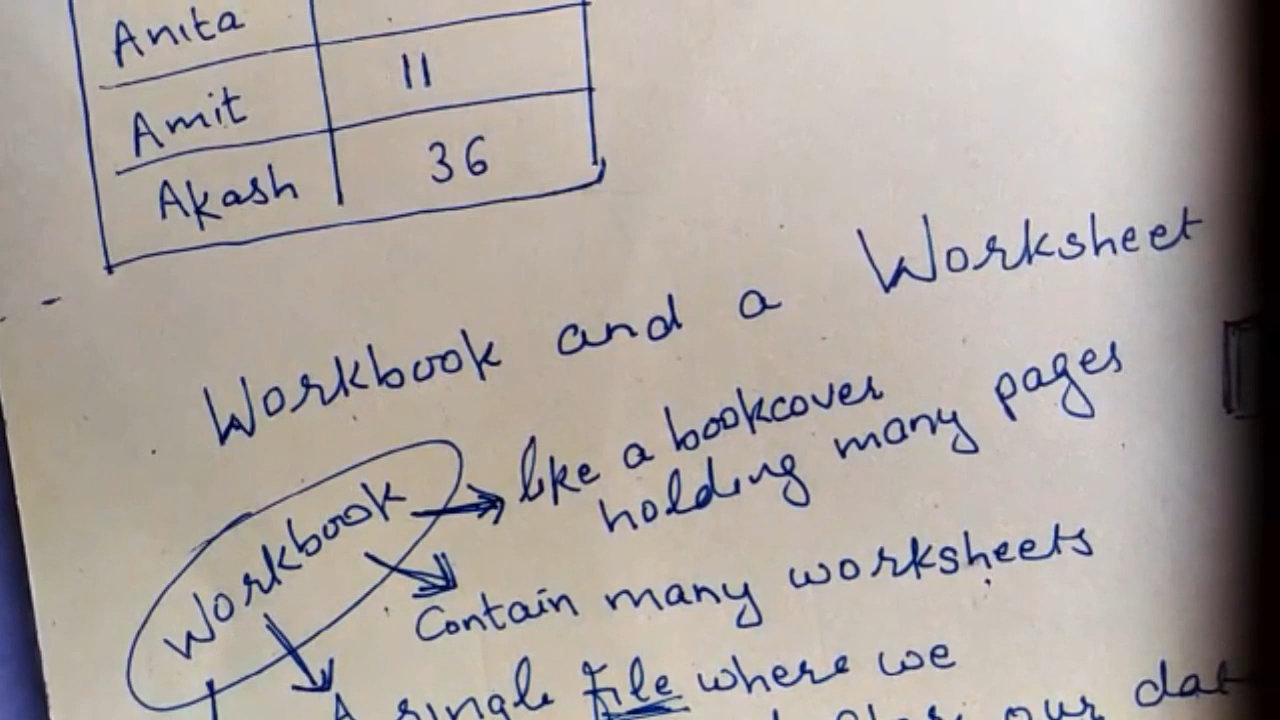 Anita
Amit 11
Akash 36
Workbook and a Worksheet
Workbook like a bookcover
holding many pages
Contain many worksheets
A single File where we
our